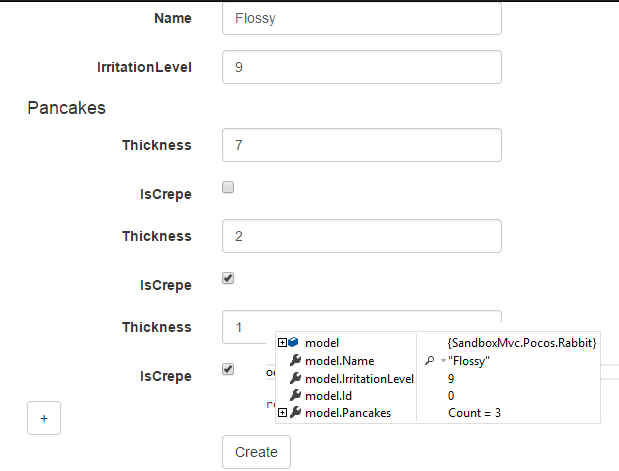 Name Flossy
IrritationLevel 9
Pancakes
Thickness 7
IsCrepe
Thickness 2
IsCrepe
Thickness 1
IsCrepe
model {SandboxMvc.Pocos.Rabbit}
model.Name "Flossy"
model.IrritationLevel 9
model.Id 0
model.Pancakes Count = 3
+
Create